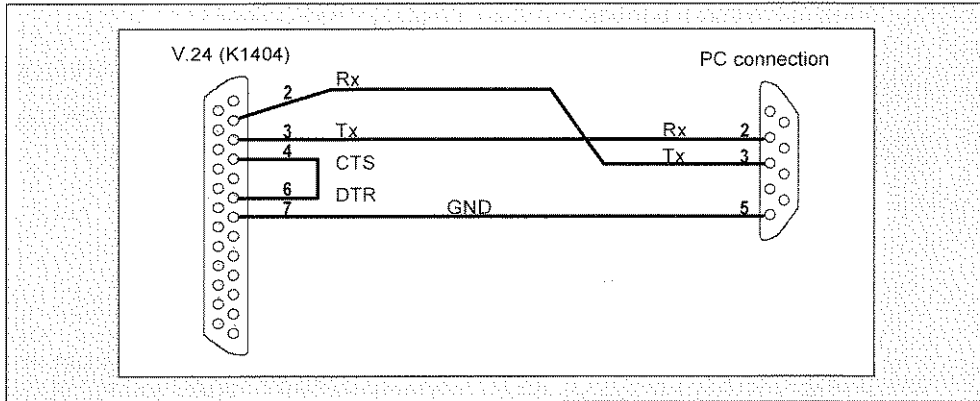 V.24 (K1404)
PC connection
2 Rx
3 Tx Rx 2
4 CTS Tx 3
6 DTR
7 GND 5